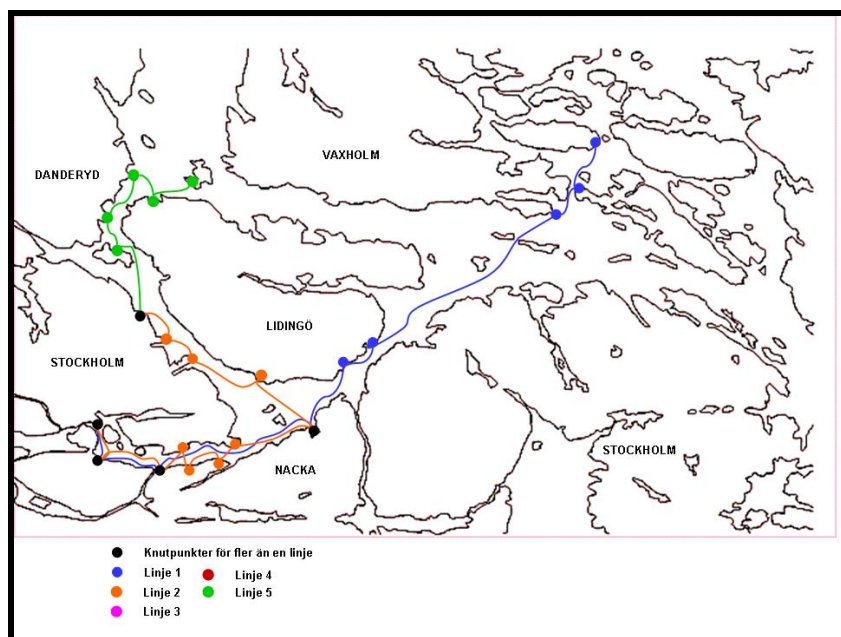 VAXHOLM
DANDERYD
LIDINGÖ
STOCKHOLM
STOCKHOLM
NACKA
Knutpunkter för fler än en linje
Linje 1
Linje 4
Linje 2
Linje 5
Linje 3